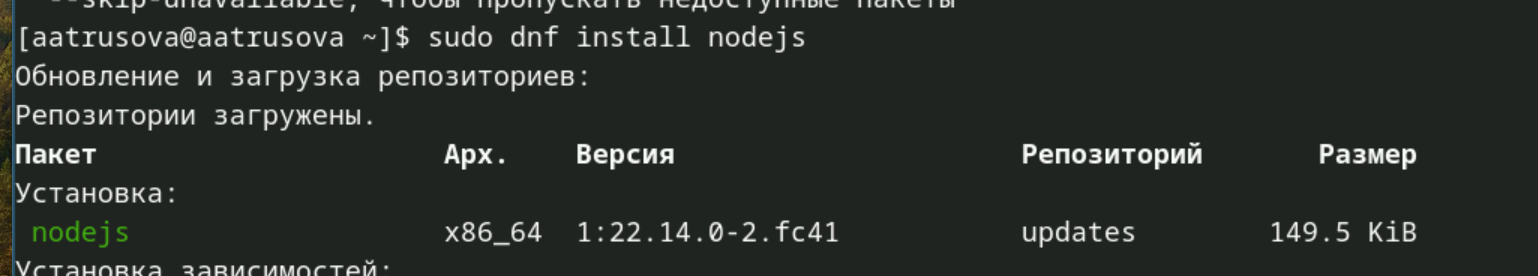 --skip-unavailable, чтобы пропускать недоступные пакеты
[aatrusova@aatrusova ~]$ sudo dnf install nodejs
Обновление и загрузка репозиториев:
Репозитории загружены.
Пакет Арх. Версия Репозиторий Размер
Установка:
nodejs x86_64 1:22.14.0-2.fc41 updates 149.5 KiB
Установка зависимостей: